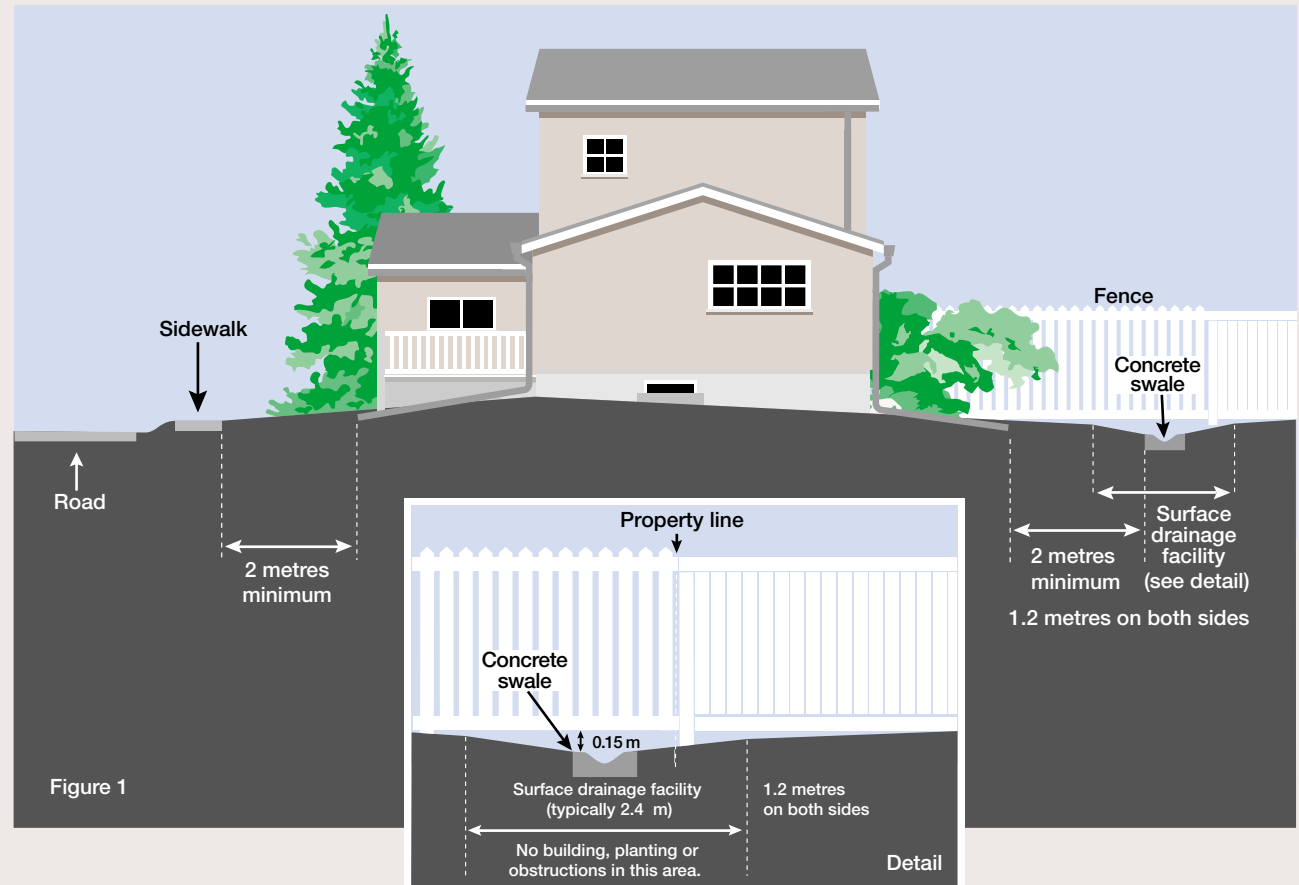 Fence
Sidewalk
Concrete
swale
Road
2 metres
minimum
Surface
drainage
facility
(see detail)
2 metres
minimum
1.2 metres on both sides
Property line
Concrete
swale
0.15 m
Surface drainage facility
(typically 2.4 m)
1.2 metres
on both sides
No building, planting or
obstructions in this area.
Detail
Figure 1